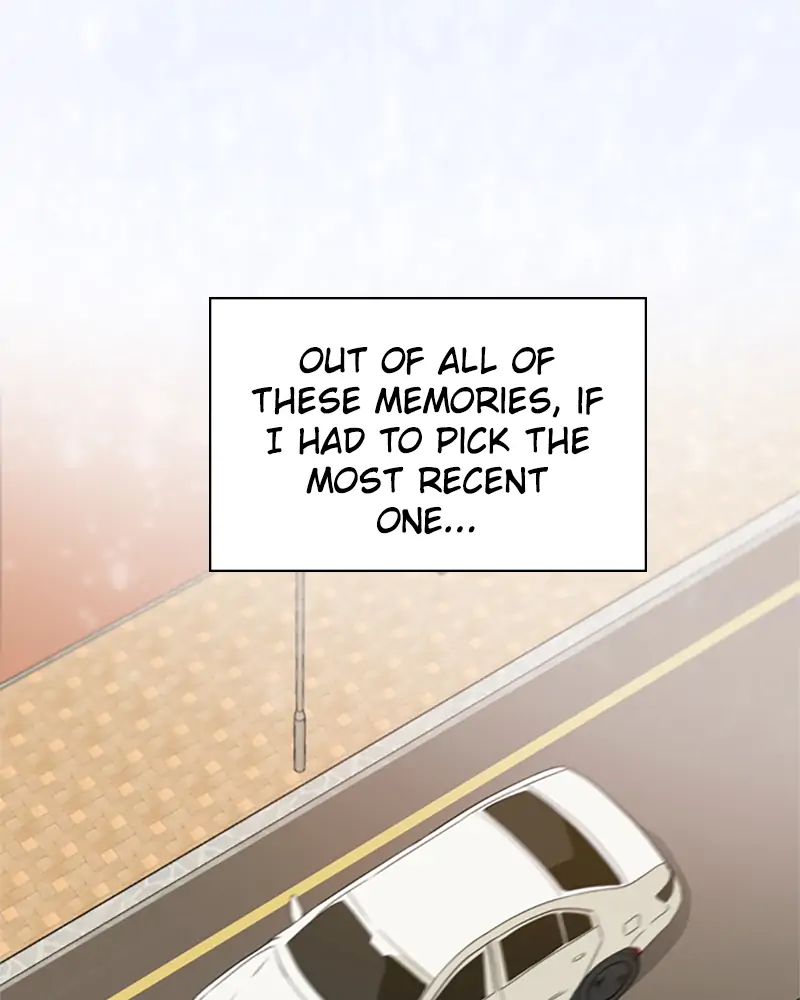 OUT OF ALL OF
THESE MEMORIES, IF
I HAD TO PICK THE
MOST RECENT
ONE...